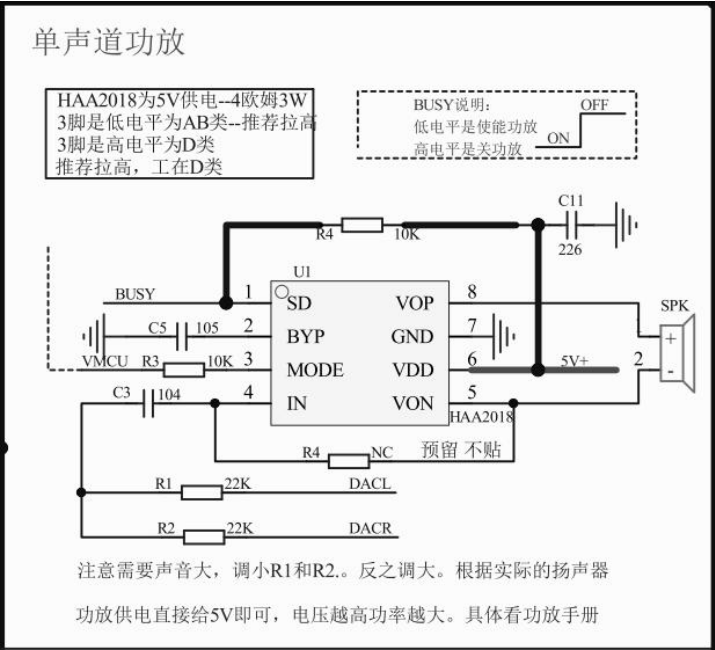 单声道功放
HAA2018为5V供电--4欧姆3W
3脚是低电平为AB类--推荐拉高
3脚是高电平为D类
推荐拉高，工在D类
BUSY说明：
OFF
低电平是使能功放
ON
高电平是关功放
C11
226
R4
10K
U1
BUSY
1
SD
VOP
8
SPK
C5
105
2
BYP
GND
7
+
VMCU
R3
10K
3
MODE
VDD
6
5V+
2
-
C3
104
4
IN
VON
5
HAA2018
R4
NC
预留 不贴
R1
22K
DACL
R2
22K
DACR
注意需要声音大，调小R1和R2.。反之调大。根据实际的扬声器
功放供电直接给5V即可，电压越高功率越大。具体看功放手册